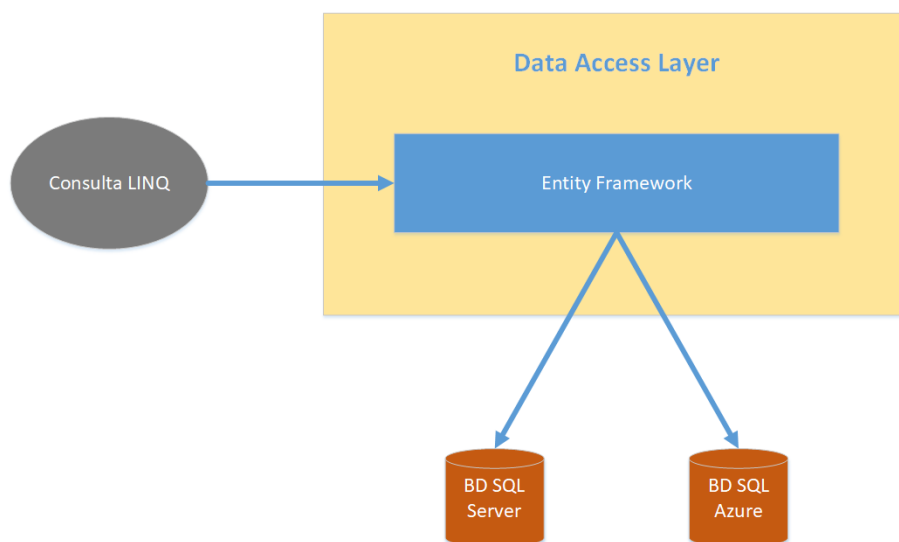 Data Access Layer
Consulta LINQ
Entity Framework
BD SQL
Server
BD SQL
Azure